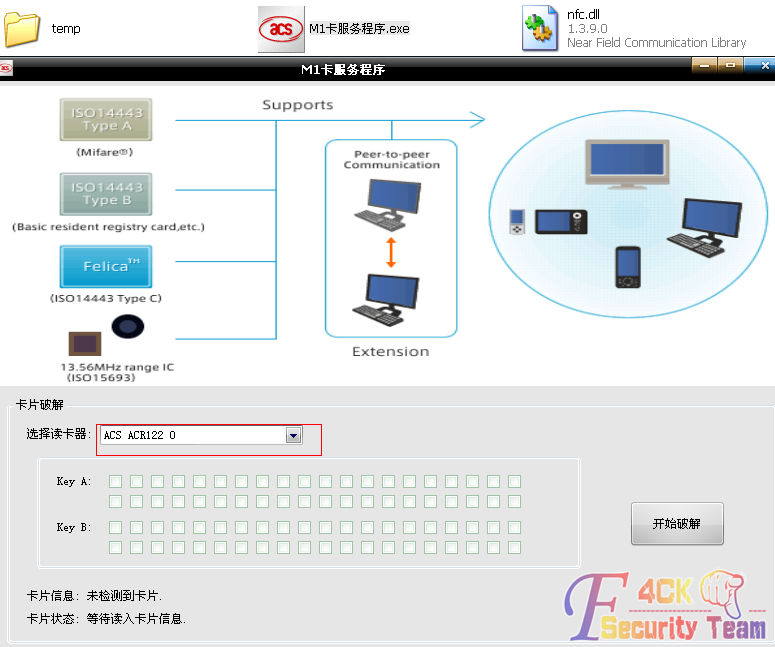 temp
acs
M1卡服务程序.exe
nfc.dll
1.3.9.0
Near Field Communication Library
acs
M1卡服务程序
Supports
ISO14443
Type A
(Mifare®)
ISO14443
Type B
(Basic resident registry card,etc.)
Felica™
(ISO14443 Type C)
13.56MHz range IC
(ISO15693)
Peer-to-peer
Communication
Extension
卡片破解
选择读卡器:
ACS ACR122 0
Key A:
Key B:
开始破解
卡片信息: 未检测到卡片.
卡片状态: 等待读入卡片信息.
F4CK
Security Team